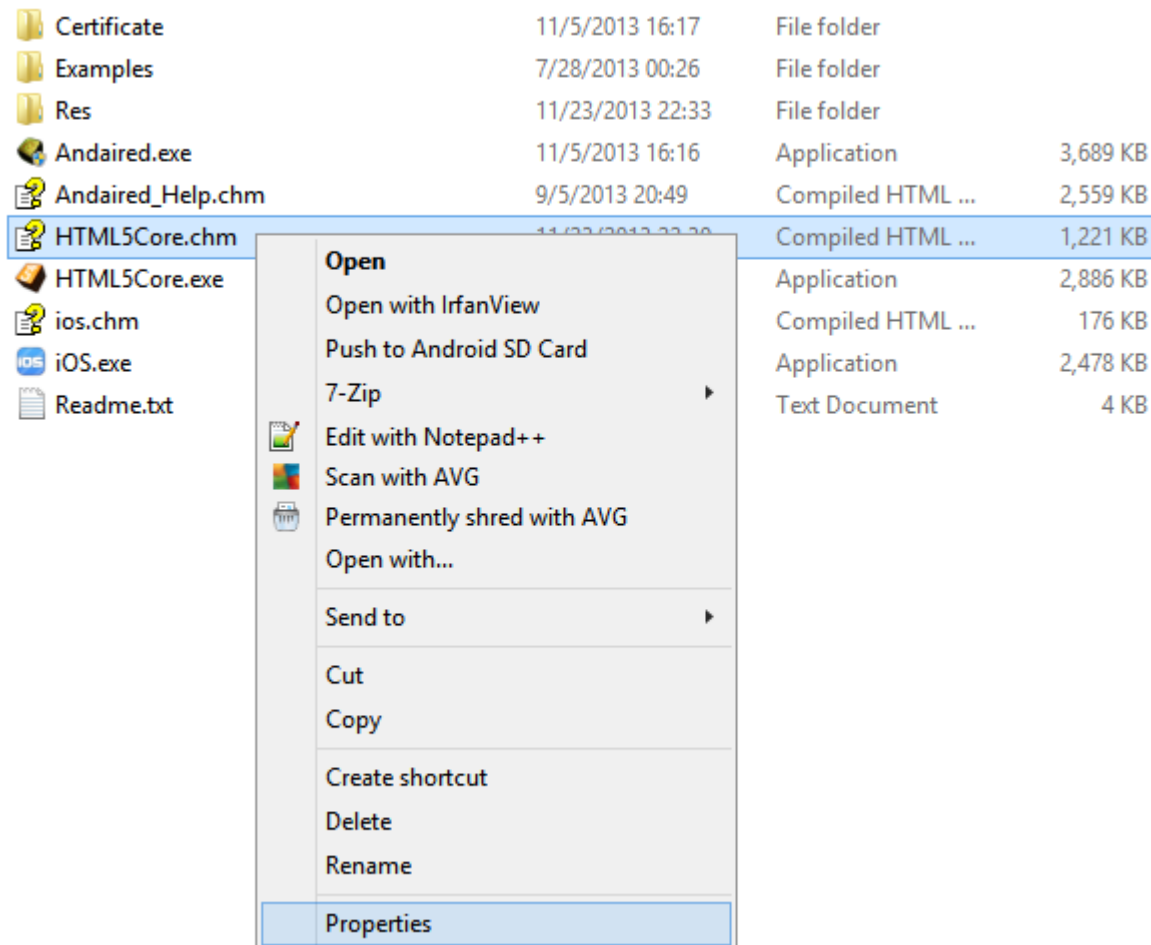 Certificate 11/5/2013 16:17 File folder
Examples 7/28/2013 00:26 File folder
Res 11/23/2013 22:33 File folder
Andaired.exe 11/5/2013 16:16 Application 3,689 KB
Andaired_Help.chm 9/5/2013 20:49 Compiled HTML ... 2,559 KB
HTML5Core.chm Compiled HTML ... 1,221 KB
HTML5Core.exe Application 2,886 KB
ios.chm Compiled HTML ... 176 KB
iOS iOS.exe Application 2,478 KB
Readme.txt Text Document 4 KB
Open
Open with IrfanView
Push to Android SD Card
7-Zip
Edit with Notepad++
Scan with AVG
Permanently shred with AVG
Open with...
Send to
Cut
Copy
Create shortcut
Delete
Rename
Properties